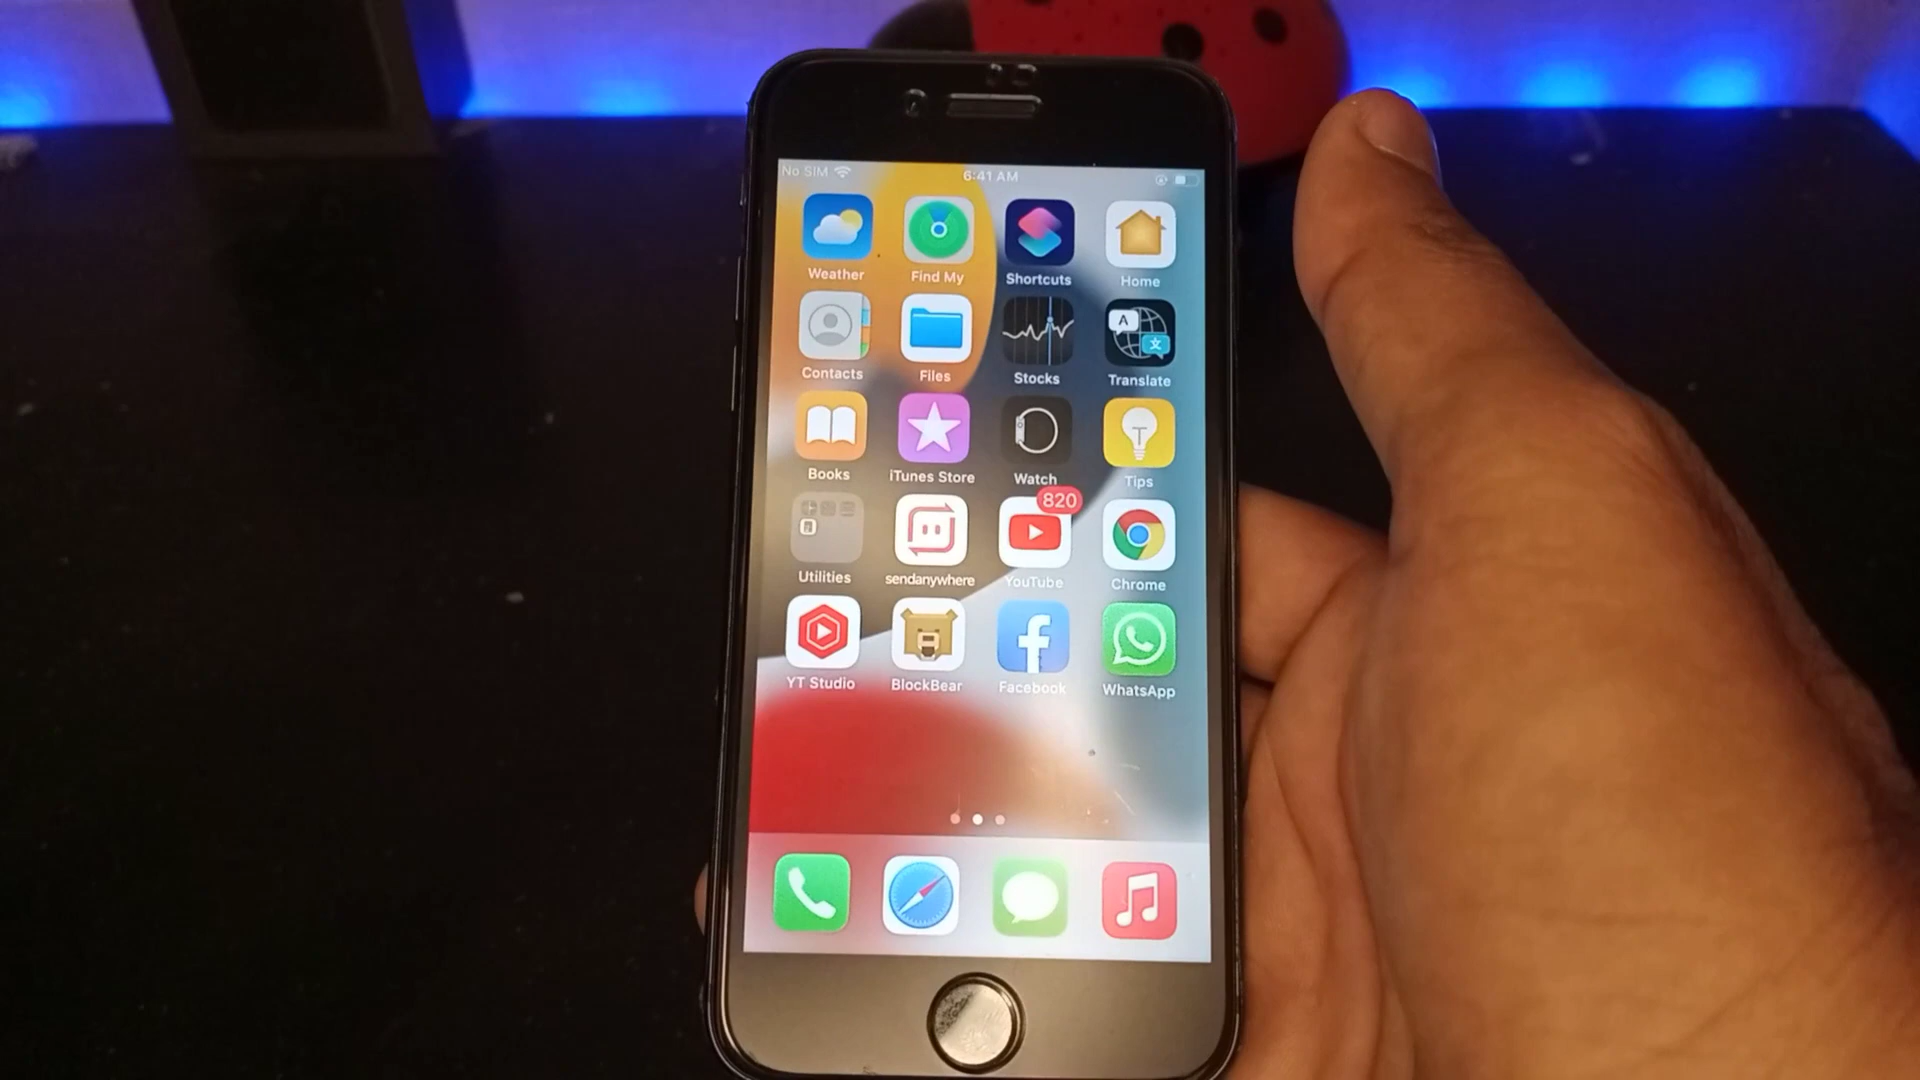 No SIM
6:41 AM
Weather
Find My
Shortcuts
Home
Contacts
Files
Stocks
A
文
Translate
Books
iTunes Store
Watch
Tips
820
Utilities
sendanywhere
YouTube
Chrome
YT Studio
BlockBear
Facebook
WhatsApp